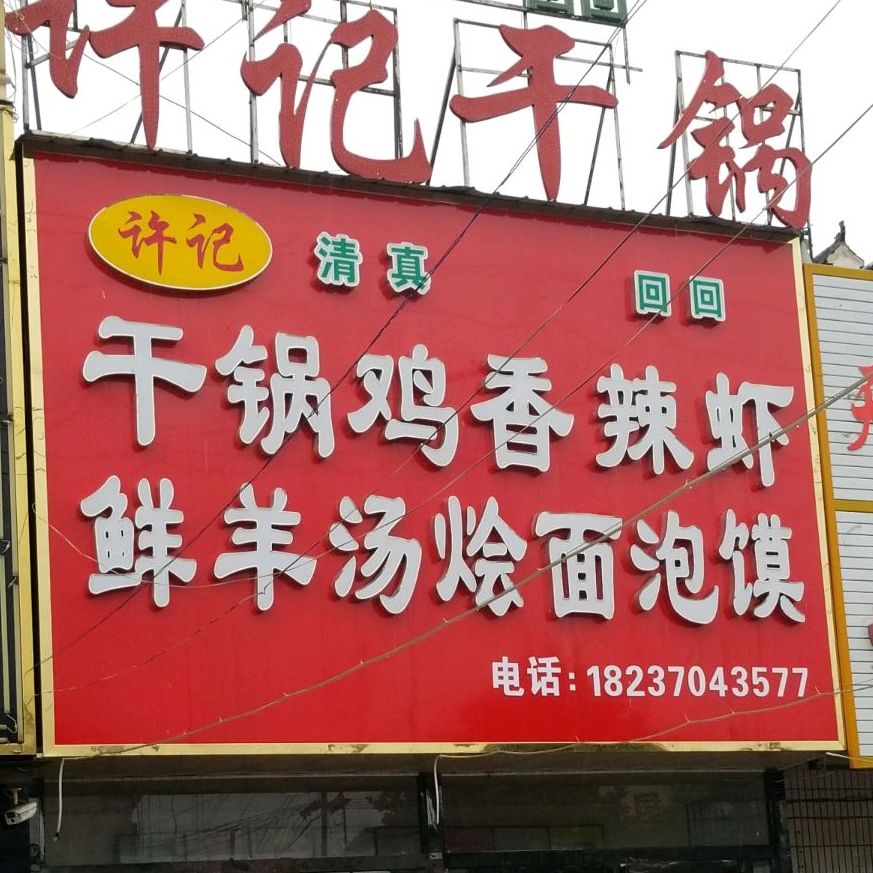 许记干锅
许记 清真 回回
干锅鸡香辣虾
鲜羊汤烩面泡馍
电话:18237043577